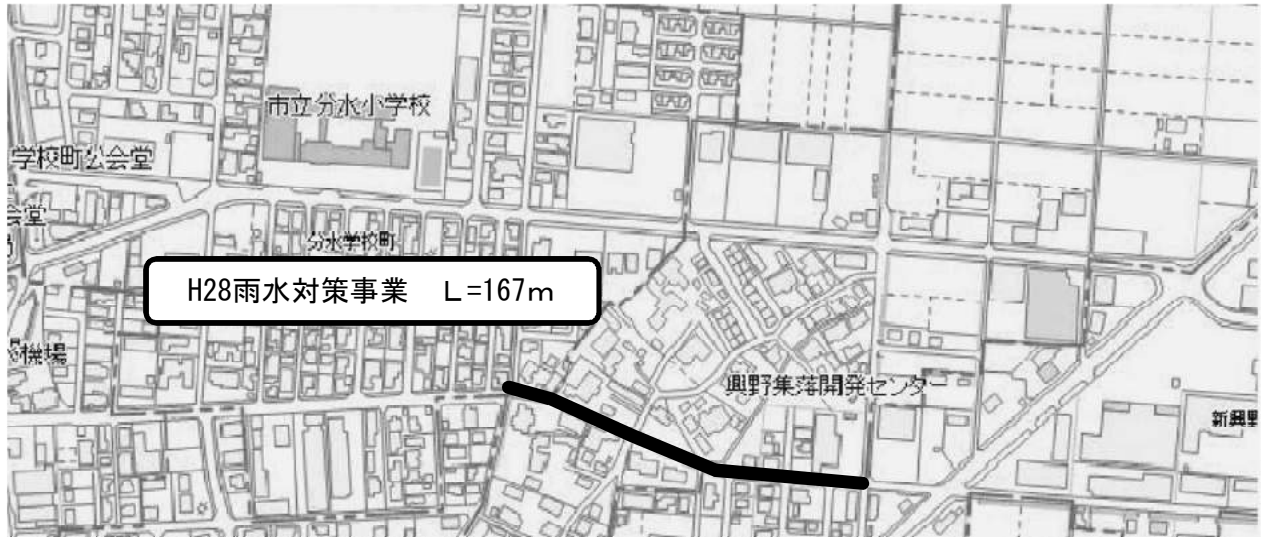 市立分水小学校
学校町公会堂
会堂
分水学校町
H28雨水対策事業 L=167m
機場
興野集落開発センター
新興野